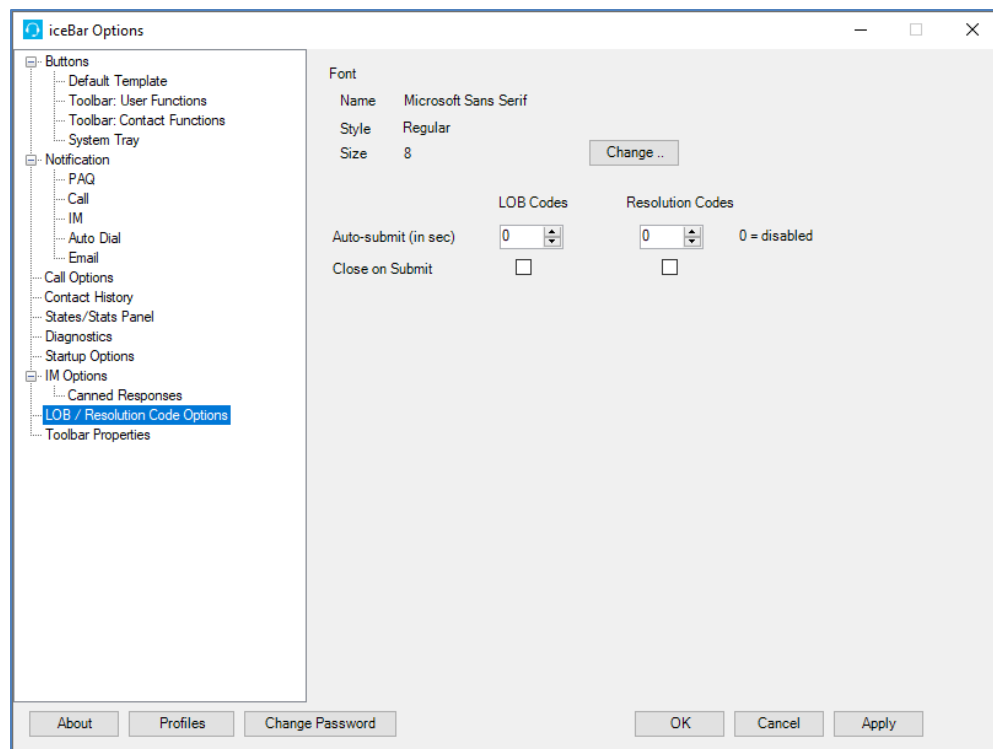 iceBar Options
Buttons
Default Template
Toolbar: User Functions
Toolbar: Contact Functions
System Tray
Notification
PAQ
Call
IM
Auto Dial
Email
Call Options
Contact History
States/Stats Panel
Diagnostics
Startup Options
IM Options
Canned Responses
LOB / Resolution Code Options
Toolbar Properties
Font
Name Microsoft Sans Serif
Style Regular
Size 8 Change ..
LOB Codes Resolution Codes
Auto-submit (in sec) 0 0 0 = disabled
Close on Submit
About Profiles Change Password OK Cancel Apply